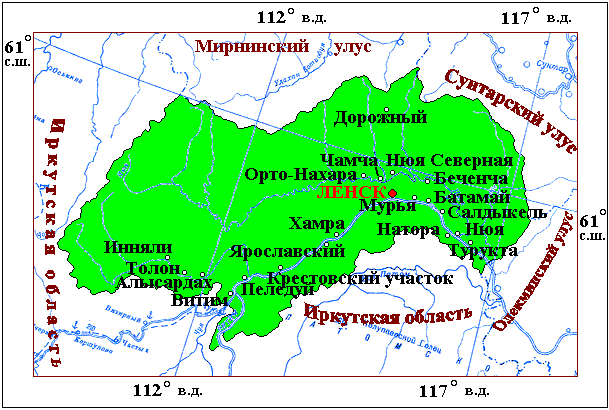 112° в.д.
117° в.д.
61°
с.ш.
Мирнинский улус
Сунтар
Сунтарский улус
Дорожный
Иркутская область
Чамча
Нюя Северная
Орто-Нахара
Беченча
ЛЕНСК
Батамай
Мурья
Салдыкель
61°
с.ш.
Хамра
Натора
Нюя
Турукта
Олекминский улус
Инняли
Ярославский
Толон
Алысардах
Крестовский участок
Пеледуй
Витим
Иркутская область
112° в.д.
117° в.д.